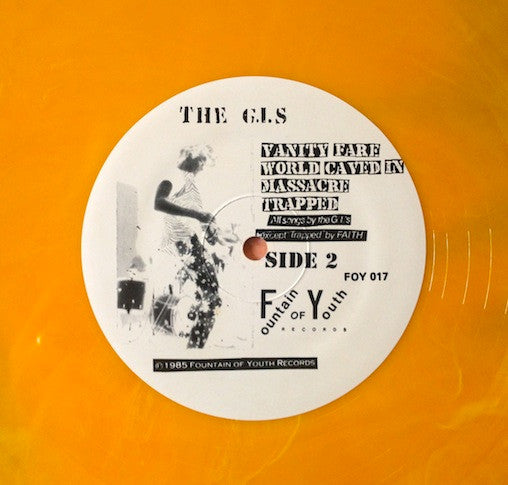 THE G.I.S
VANITY FARE
WORLD CAVED IN
MASSACRE
TRAPPED
All songs by the G.I.'s
except 'Trapped' by FAITH
SIDE 2
FOY 017
Fountain
OF
Youth
RECORDS
© 1985 FOUNTAIN OF YOUTH RECORDS